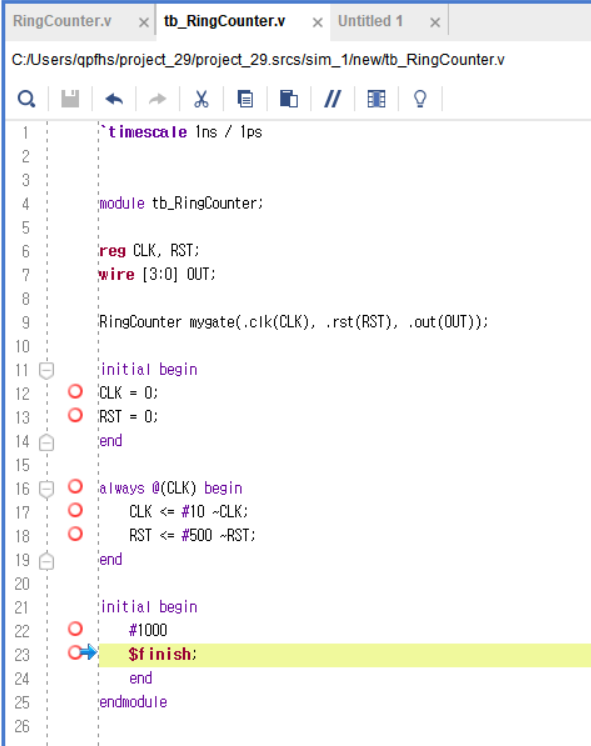 RingCounter.v × tb_RingCounter.v × Untitled 1 ×
C:/Users/qpfhs/project_29/project_29.srcs/sim_1/new/tb_RingCounter.v
1 `timescale 1ns / 1ps
2
3
4 module tb_RingCounter;
5
6 reg CLK, RST;
7 wire [3:0] OUT;
8
9 RingCounter mygate(.clk(CLK), .rst(RST), .out(OUT));
10
11 initial begin
12 CLK = 0;
13 RST = 0;
14 end
15
16 always @(CLK) begin
17 CLK <= #10 ~CLK;
18 RST <= #500 ~RST;
19 end
20
21 initial begin
22 #1000
23 $finish;
24 end
25 endmodule
26